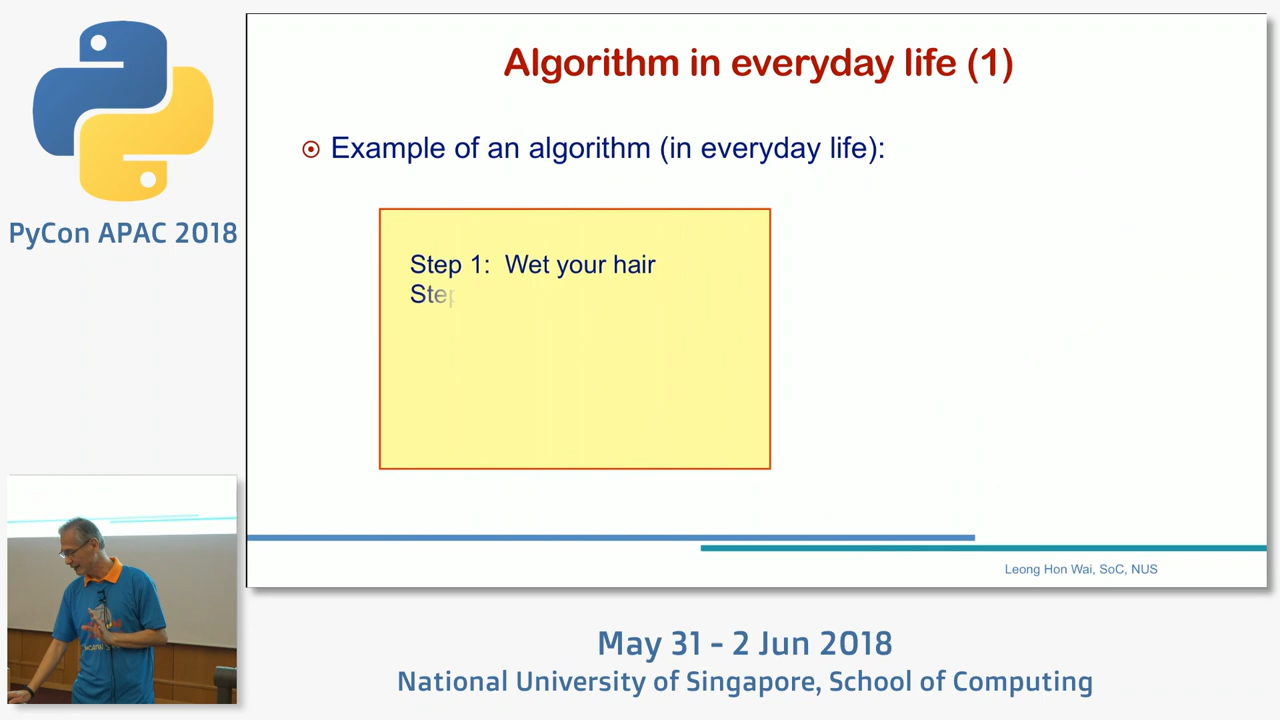 Algorithm in everyday life (1)
Example of an algorithm (in everyday life):
Step 1: Wet your hair
Step
Leong Hon Wai, SoC, NUS
PyCon APAC 2018
May 31 - 2 Jun 2018
National University of Singapore, School of Computing